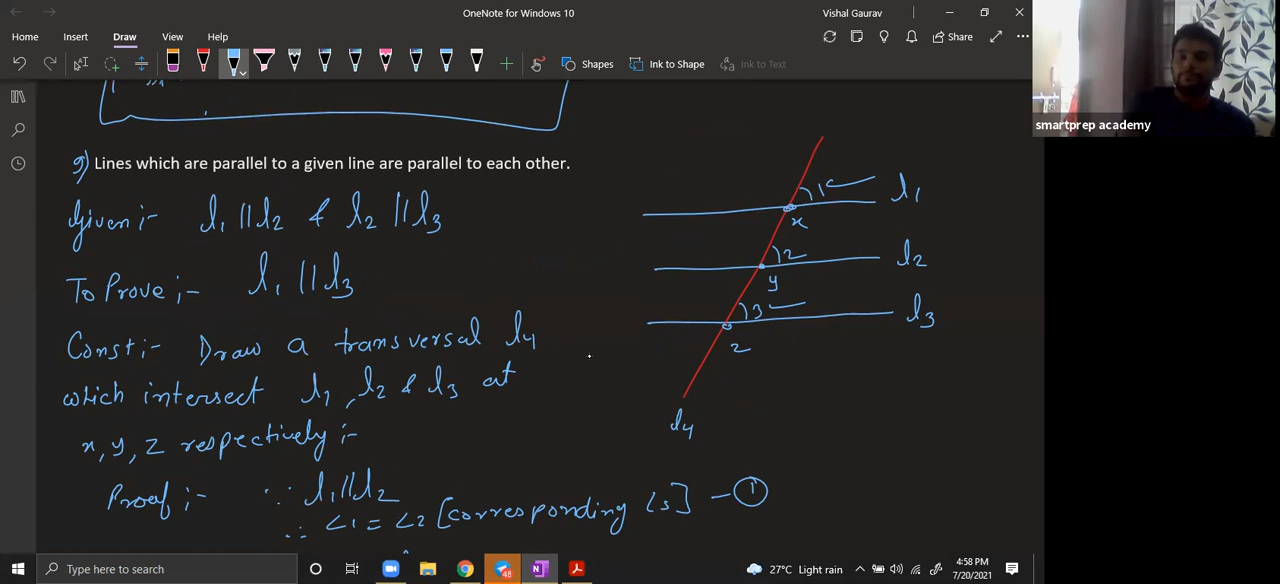 OneNote for Windows 10
Vishal Gaurav
Home Insert Draw View Help
Share
Shapes Ink to Shape Ink to Text
smartprep academy
9) Lines which are parallel to a given line are parallel to each other.
Given :- l1 || l2 & l2 || l3
To Prove :- l1 || l3
Const :- Draw a transversal l4
which intersect l1, l2 & l3 at
x, y, z respectively :-
Proof :- ∵ l1 || l2
∴ ∠1 = ∠2 [corresponding ∠s] — ①
1 l1
x
2 l2
y
3 l3
z
l4
Type here to search
48
27°C Light rain
4:58 PM
7/20/2021